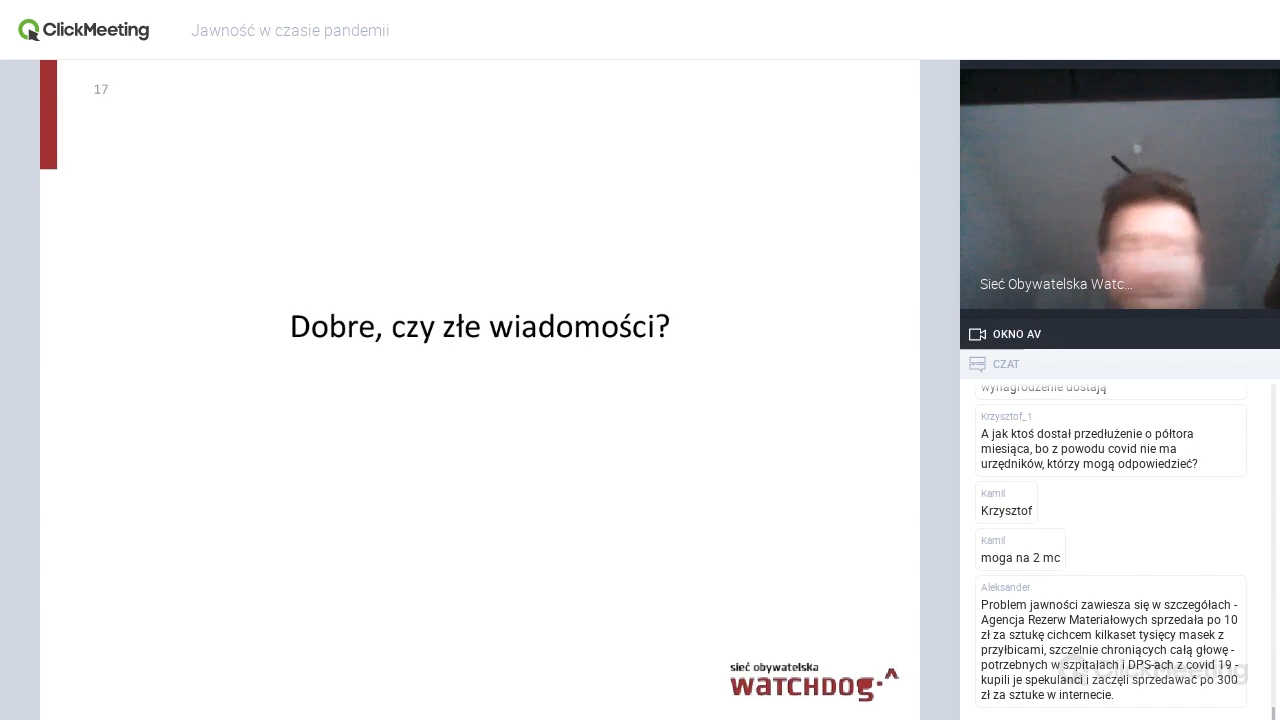 ClickMeeting
Jawność w czasie pandemii
17
Dobre, czy złe wiadomości?
sieć obywatelska
WATCHDOG
Sieć Obywatelska Watc...
OKNO AV
CZAT
wynagrodzenie dostają
Krzysztof_1
A jak ktoś dostał przedłużenie o półtora
miesiąca, bo z powodu covid nie ma
urzędników, którzy mogą odpowiedzieć?
Kamil
Krzysztof
Kamil
moga na 2 mc
Aleksander
Problem jawności zawiesza się w szczegółach -
Agencja Rezerw Materiałowych sprzedała po 10
zł za sztukę cichcem kilkaset tysięcy masek z
przyłbicami, szczelnie chroniących całą głowę -
potrzebnych w szpitalach i DPS-ach z covid 19 -
kupili je spekulanci i zaczęli sprzedawać po 300
zł za sztuke w internecie.
ClickMeeting